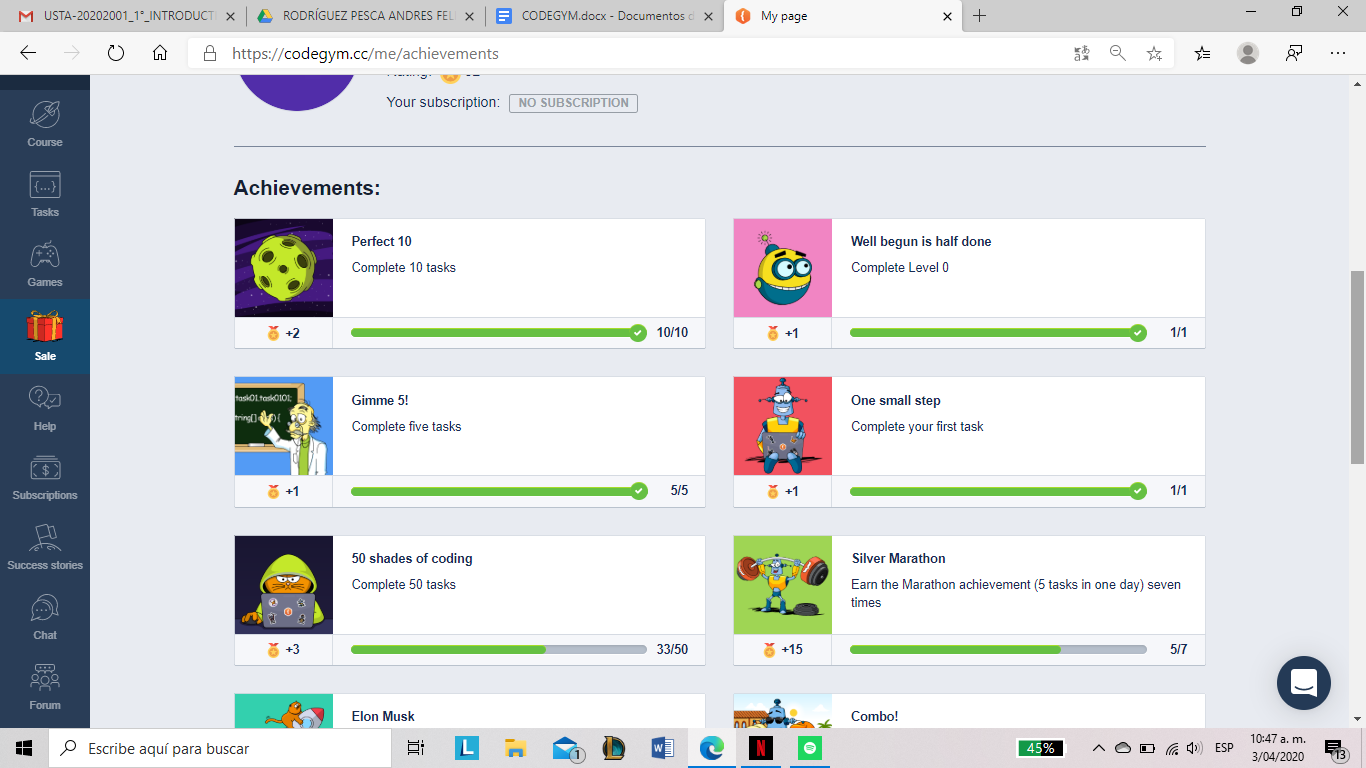 USTA-20202001_1°_INTRODUCTI
RODRÍGUEZ PESCA ANDRES FEL
CODEGYM.docx - Documentos d
My page
https://codegym.cc/me/achievements
Your subscription: NO SUBSCRIPTION
Course
Tasks
Games
Sale
Help
Subscriptions
Success stories
Chat
Forum
Achievements:
Perfect 10
Complete 10 tasks
+2
10/10
Well begun is half done
Complete Level 0
+1
1/1
task01,task0101;
tring[]
Gimme 5!
Complete five tasks
+1
5/5
One small step
Complete your first task
+1
1/1
50 shades of coding
Complete 50 tasks
+3
33/50
Silver Marathon
Earn the Marathon achievement (5 tasks in one day) seven
times
+15
5/7
Elon Musk
Combo!
Escribe aquí para buscar
L
1
W
N
45%
ESP
10:47 a. m.
3/04/2020
13